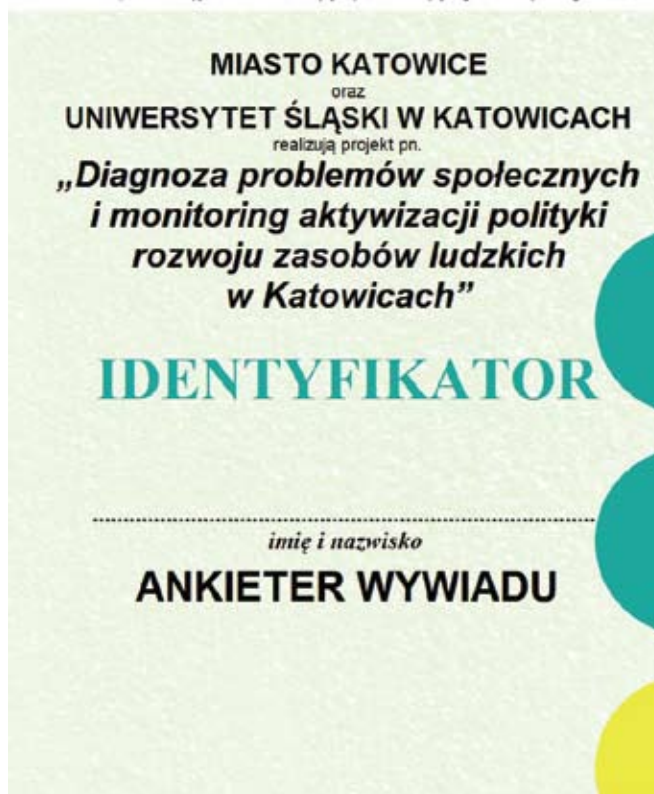 MIASTO KATOWICE
oraz
UNIWERSYTET ŚLĄSKI W KATOWICACH
realizują projekt pn.
„Diagnoza problemów społecznych
i monitoring aktywizacji polityki
rozwoju zasobów ludzkich
w Katowicach”
IDENTYFIKATOR
imię i nazwisko
ANKIETER WYWIADU